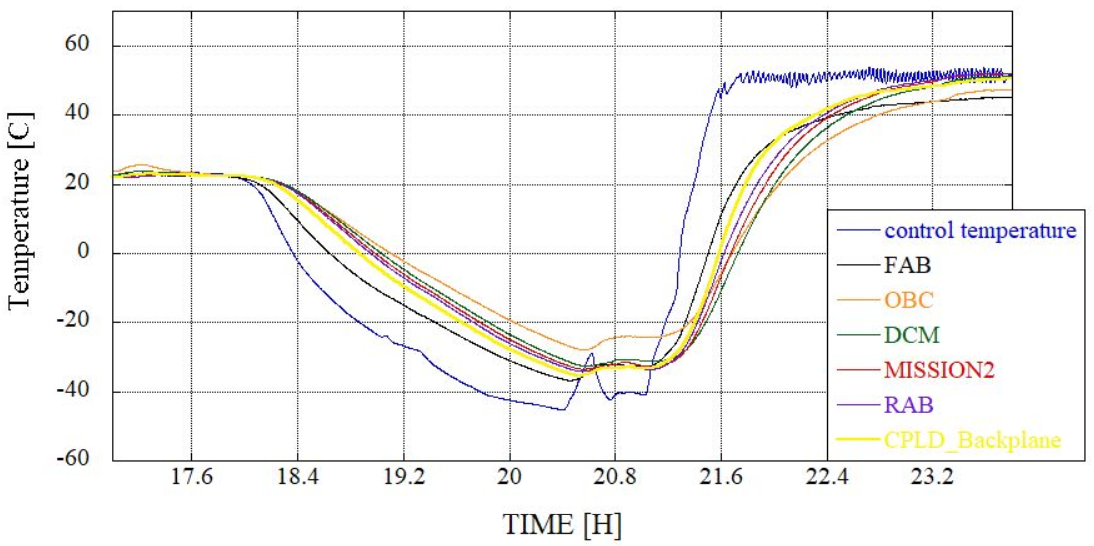 60
40
20
0
-20
-40
-60
Temperature [C]
17.6 18.4 19.2 20 20.8 21.6 22.4 23.2
TIME [H]
control temperature
FAB
OBC
DCM
MISSION2
RAB
CPLD_Backplane